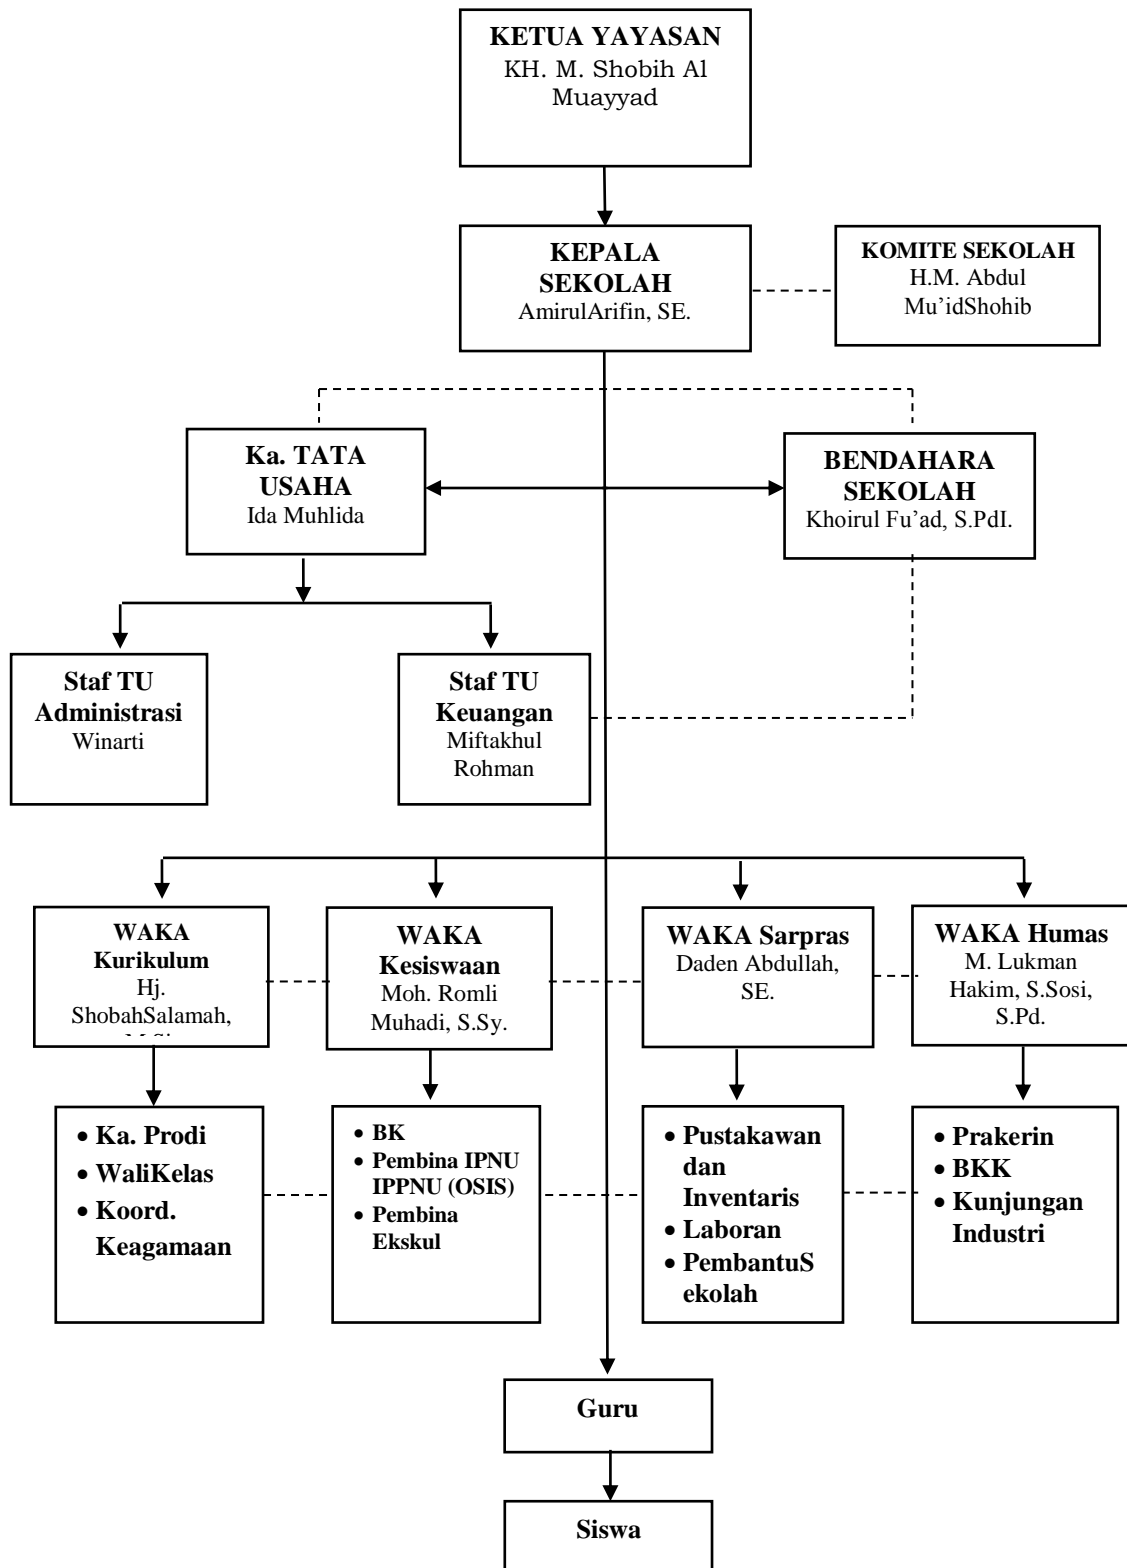 KETUA YAYASAN
KH. M. Shobih Al
Muayyad
KEPALA
SEKOLAH
AmirulArifin, SE.
KOMITE SEKOLAH
H.M. Abdul
Mu’idShohib
Ka. TATA
USAHA
Ida Muhlida
BENDAHARA
SEKOLAH
Khoirul Fu’ad, S.PdI.
Staf TU
Administrasi
Winarti
Staf TU
Keuangan
Miftakhul
Rohman
WAKA
Kurikulum
Hj.
ShobahSalamah,
WAKA
Kesiswaan
Moh. Romli
Muhadi, S.Sy.
WAKA Sarpras
Daden Abdullah,
SE.
WAKA Humas
M. Lukman
Hakim, S.Sosi,
S.Pd.
• Ka. Prodi
• WaliKelas
• Koord.
Keagamaan
• BK
• Pembina IPNU
IPPNU (OSIS)
• Pembina
Ekskul
• Pustakawan
dan
Inventaris
• Laboran
• PembantuS
ekolah
• Prakerin
• BKK
• Kunjungan
Industri
Guru
Siswa